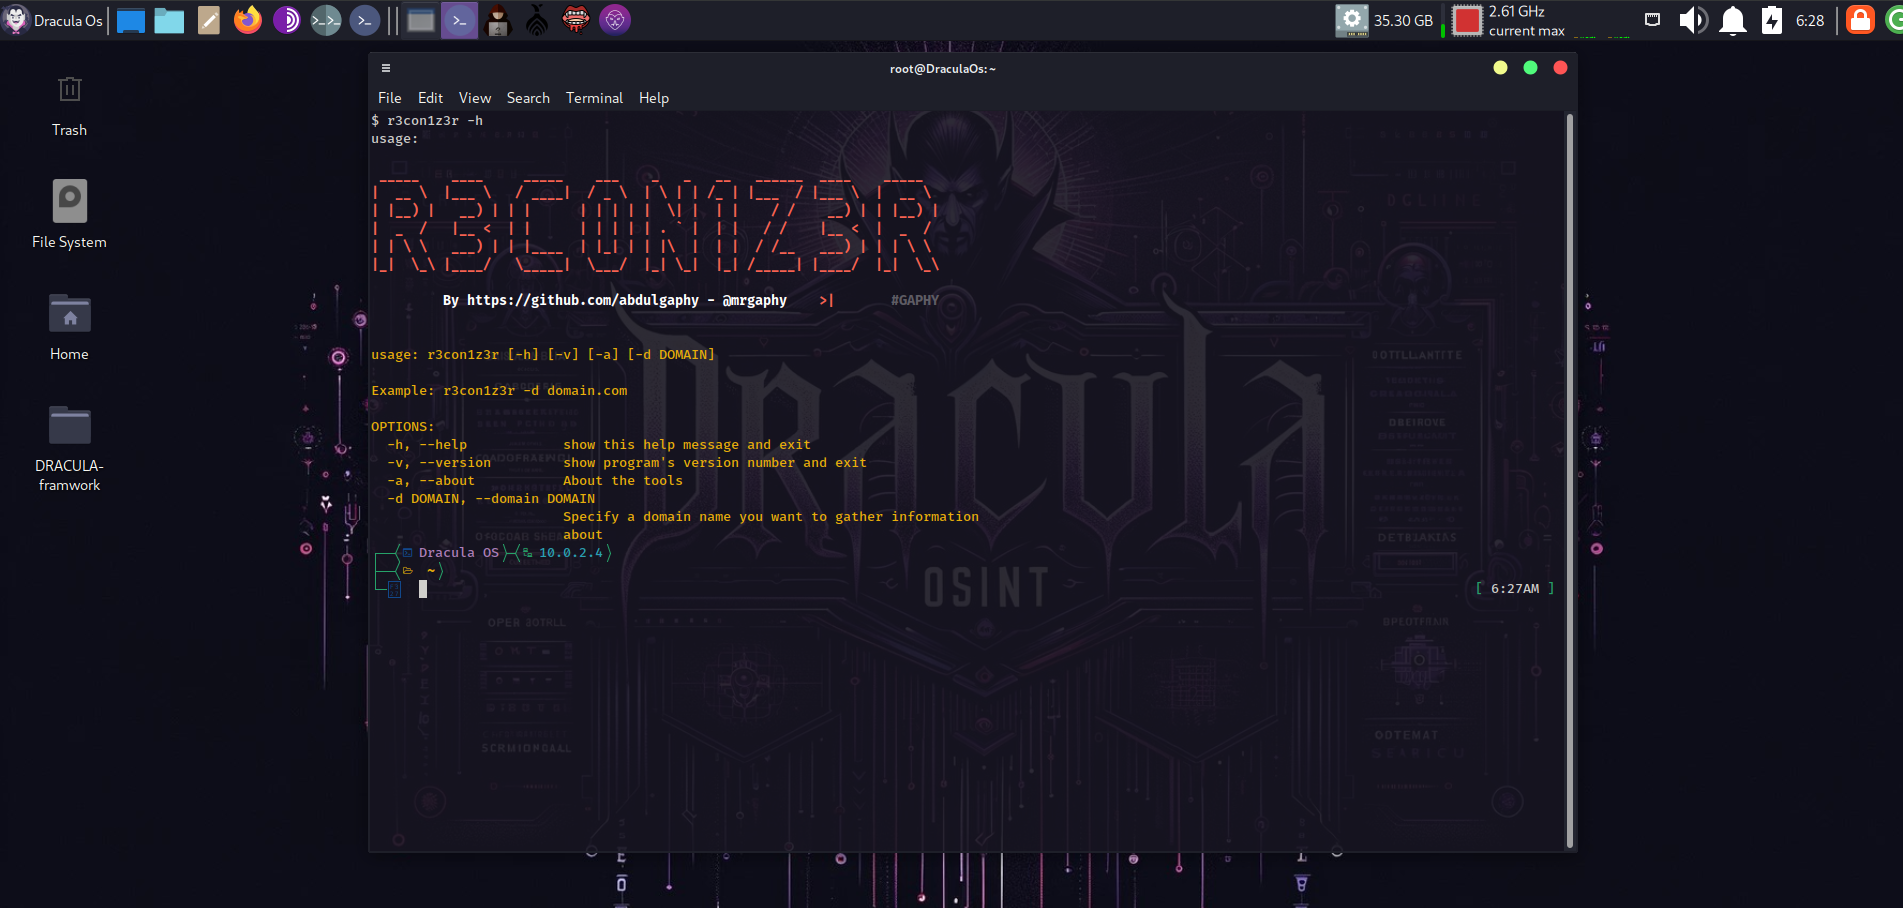 Dracula Os
35.30 GB
2.61 GHz
current max
6:28
Trash
File System
Home
DRACULA-
framwork
root@DraculaOs:~
File Edit View Search Terminal Help
$ r3con1z3r -h
usage:
R3CON1Z3R
By https://github.com/abdulgaphy - @mrgaphy >| #GAPHY
usage: r3con1z3r [-h] [-v] [-a] [-d DOMAIN]
Example: r3con1z3r -d domain.com
OPTIONS:
-h, --help show this help message and exit
-v, --version show program's version number and exit
-a, --about About the tools
-d DOMAIN, --domain DOMAIN
Specify a domain name you want to gather information
about
Dracula OS 10.0.2.4
~
[ 6:27AM ]
DRACULA
OSINT